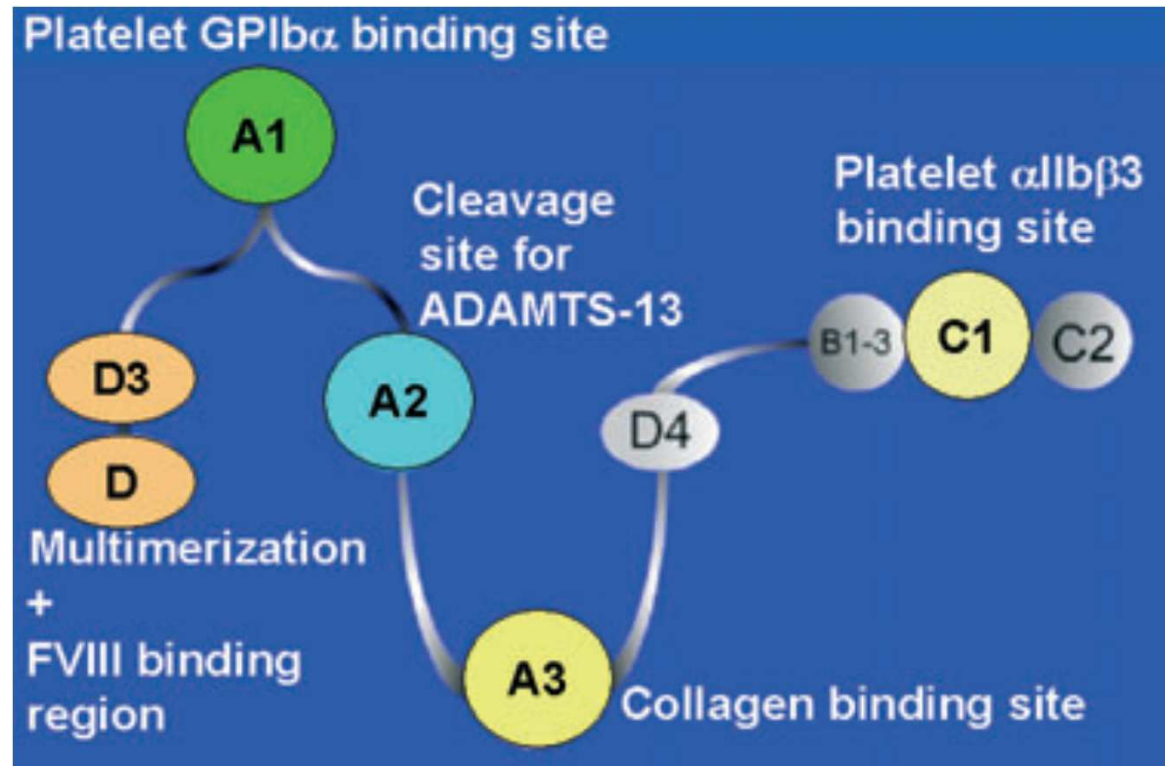 Platelet GPIbα binding site
A1
Cleavage
site for
ADAMTS-13
Platelet αIIbβ3
binding site
D3
D
A2
B1-3
C1
C2
D4
Multimerization
+
FVIII binding
region
A3
Collagen binding site